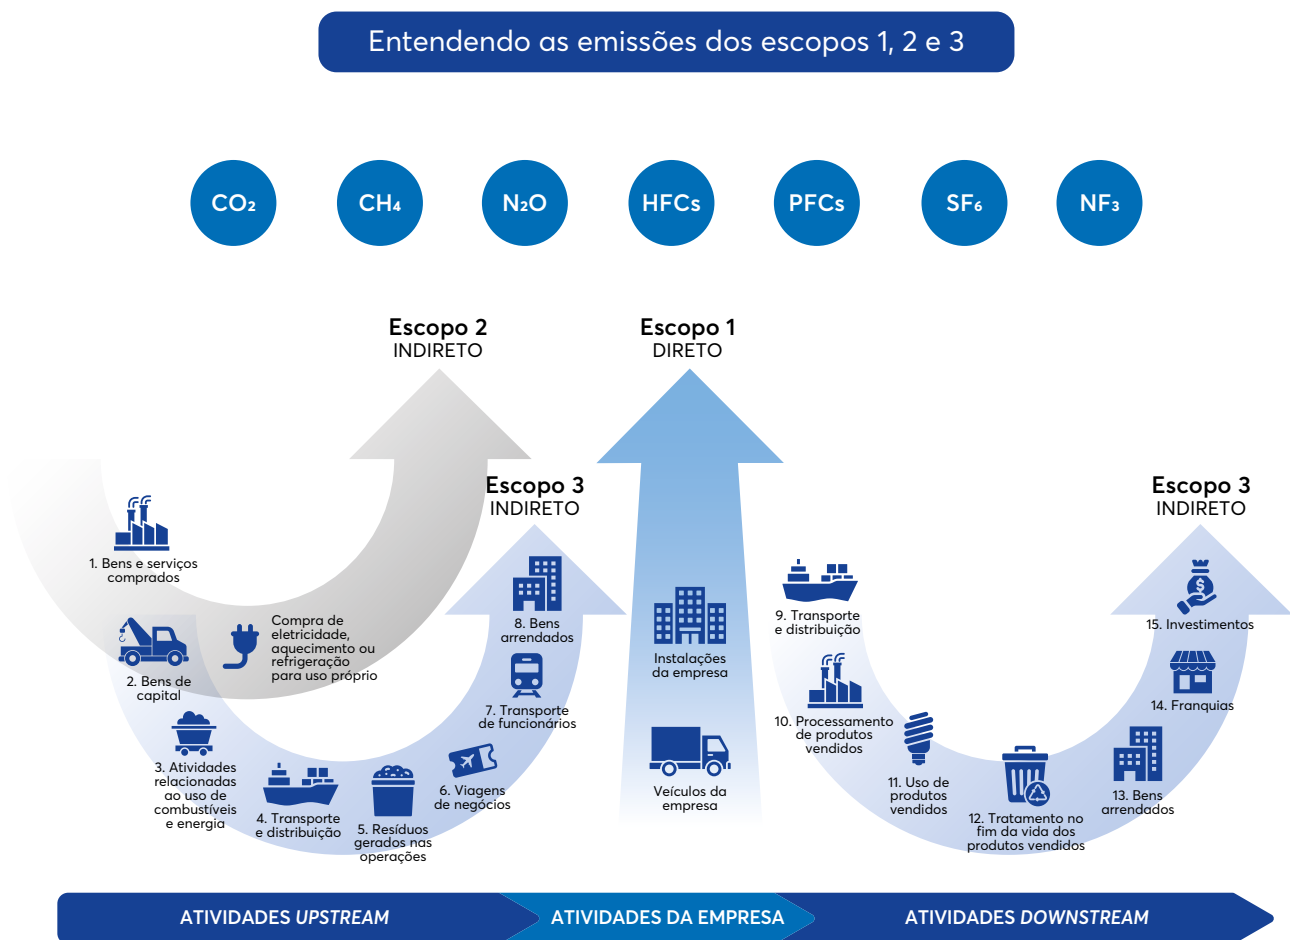 Entendendo as emissões dos escopos 1, 2 e 3
CO₂
CH₄
N₂O
HFCs
PFCs
SF₆
NF₃
Escopo 2
INDIRETO
Escopo 1
DIRETO
Escopo 3
INDIRETO
Escopo 3
INDIRETO
1. Bens e serviços
comprados
2. Bens de
capital
Compra de
eletricidade,
aquecimento ou
refrigeração
para uso próprio
3. Atividades
relacionadas
ao uso de
combustíveis
e energia
4. Transporte
e distribuição
5. Resíduos
gerados nas
operações
6. Viagens
de negócios
7. Transporte
de funcionários
8. Bens
arrendados
Instalações
da empresa
Veículos da
empresa
9. Transporte
e distribuição
10. Processamento
de produtos
vendidos
11. Uso de
produtos
vendidos
12. Tratamento no
fim da vida dos
produtos vendidos
13. Bens
arrendados
14. Franquias
15. Investimentos
$
ATIVIDADES UPSTREAM
ATIVIDADES DA EMPRESA
ATIVIDADES DOWNSTREAM